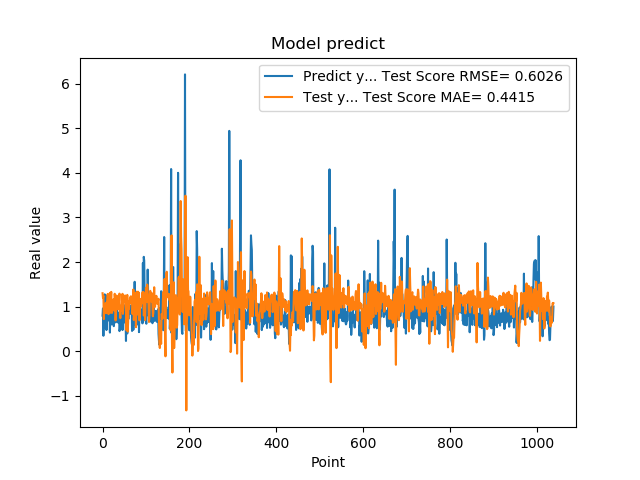 Model predict
Predict y... Test Score RMSE= 0.6026
Test y... Test Score MAE= 0.4415
Real value
6
5
4
3
2
1
0
−1
0 200 400 600 800 1000
Point